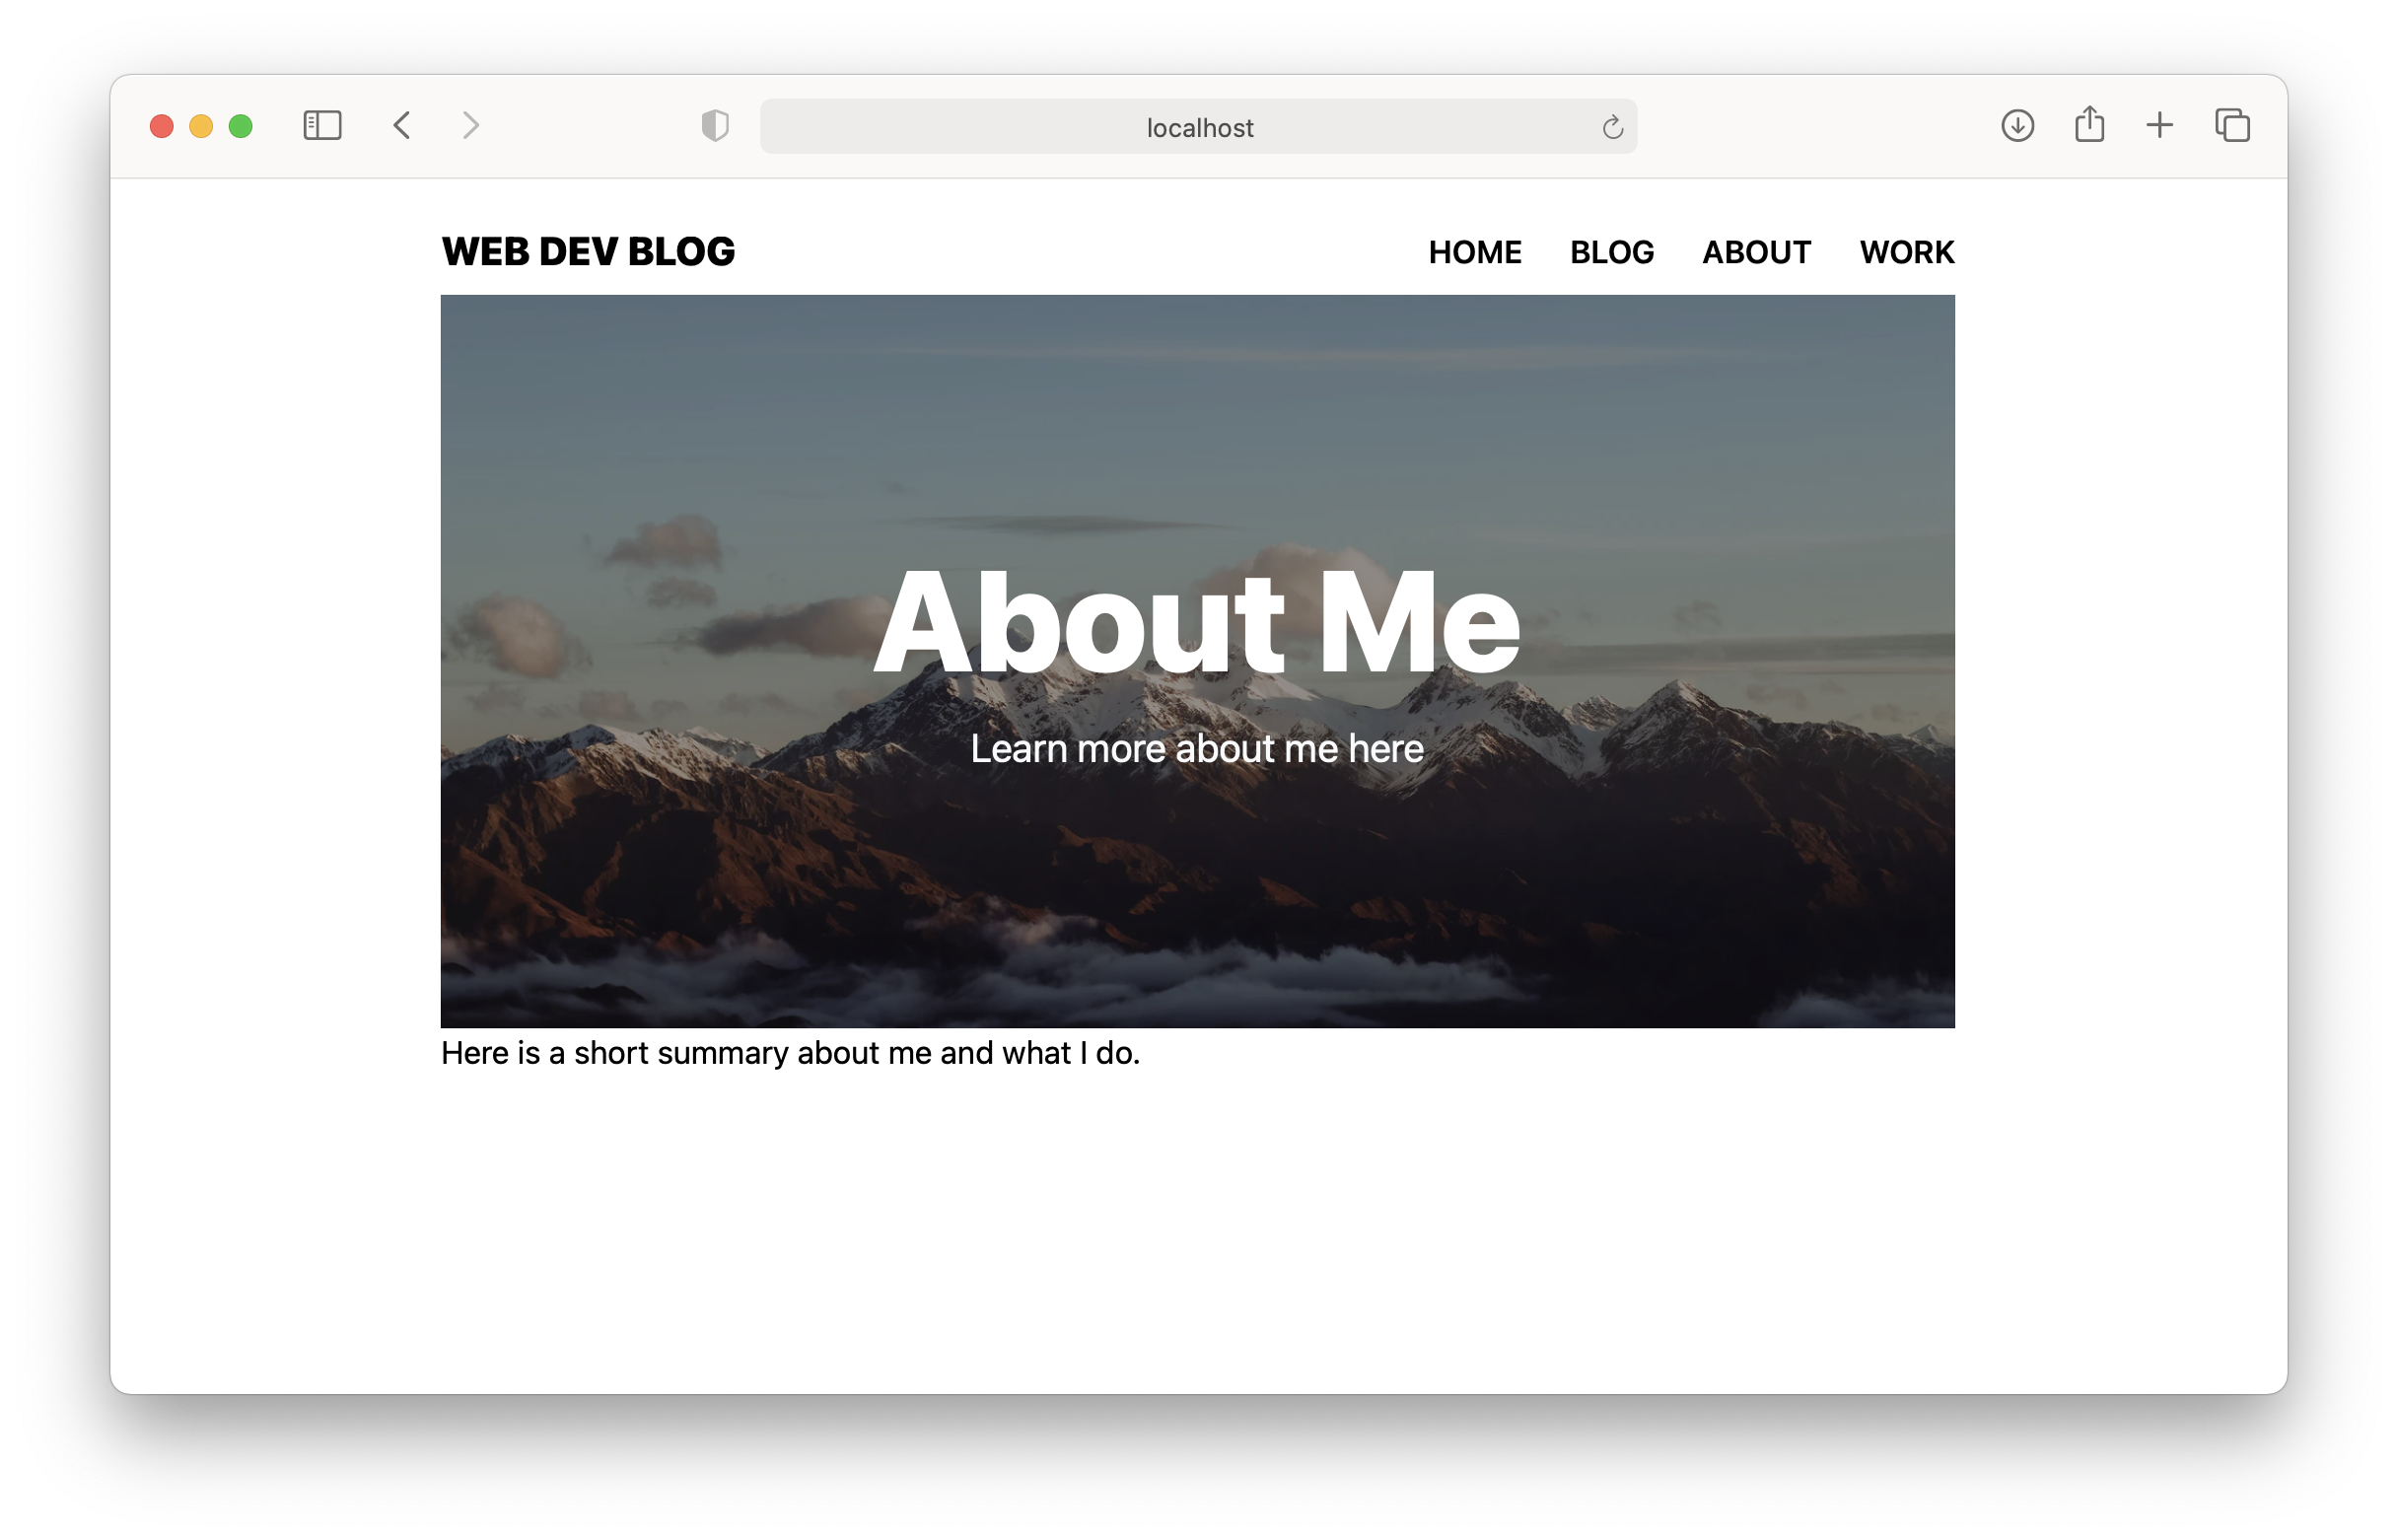 localhost
WEB DEV BLOG
HOME BLOG ABOUT WORK
About Me
Learn more about me here
Here is a short summary about me and what I do.